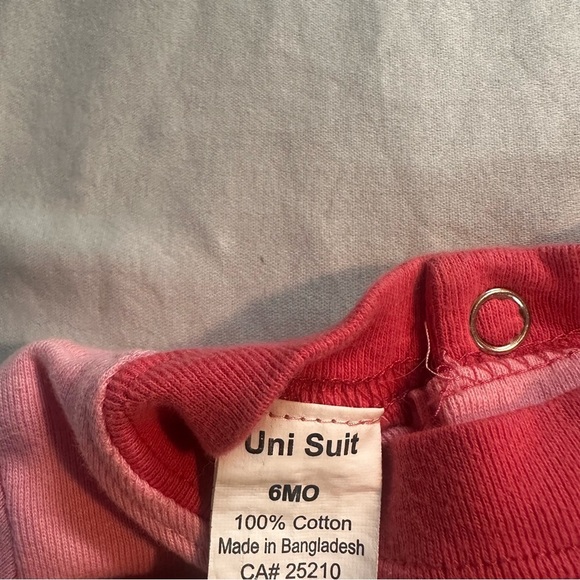 Uni Suit
6MO
100% Cotton
Made in Bangladesh
CA# 25210